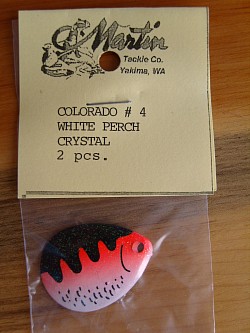 Martin
Tackle Co.
Yakima, WA
COLORADO # 4
WHITE PERCH
CRYSTAL
2 pcs.